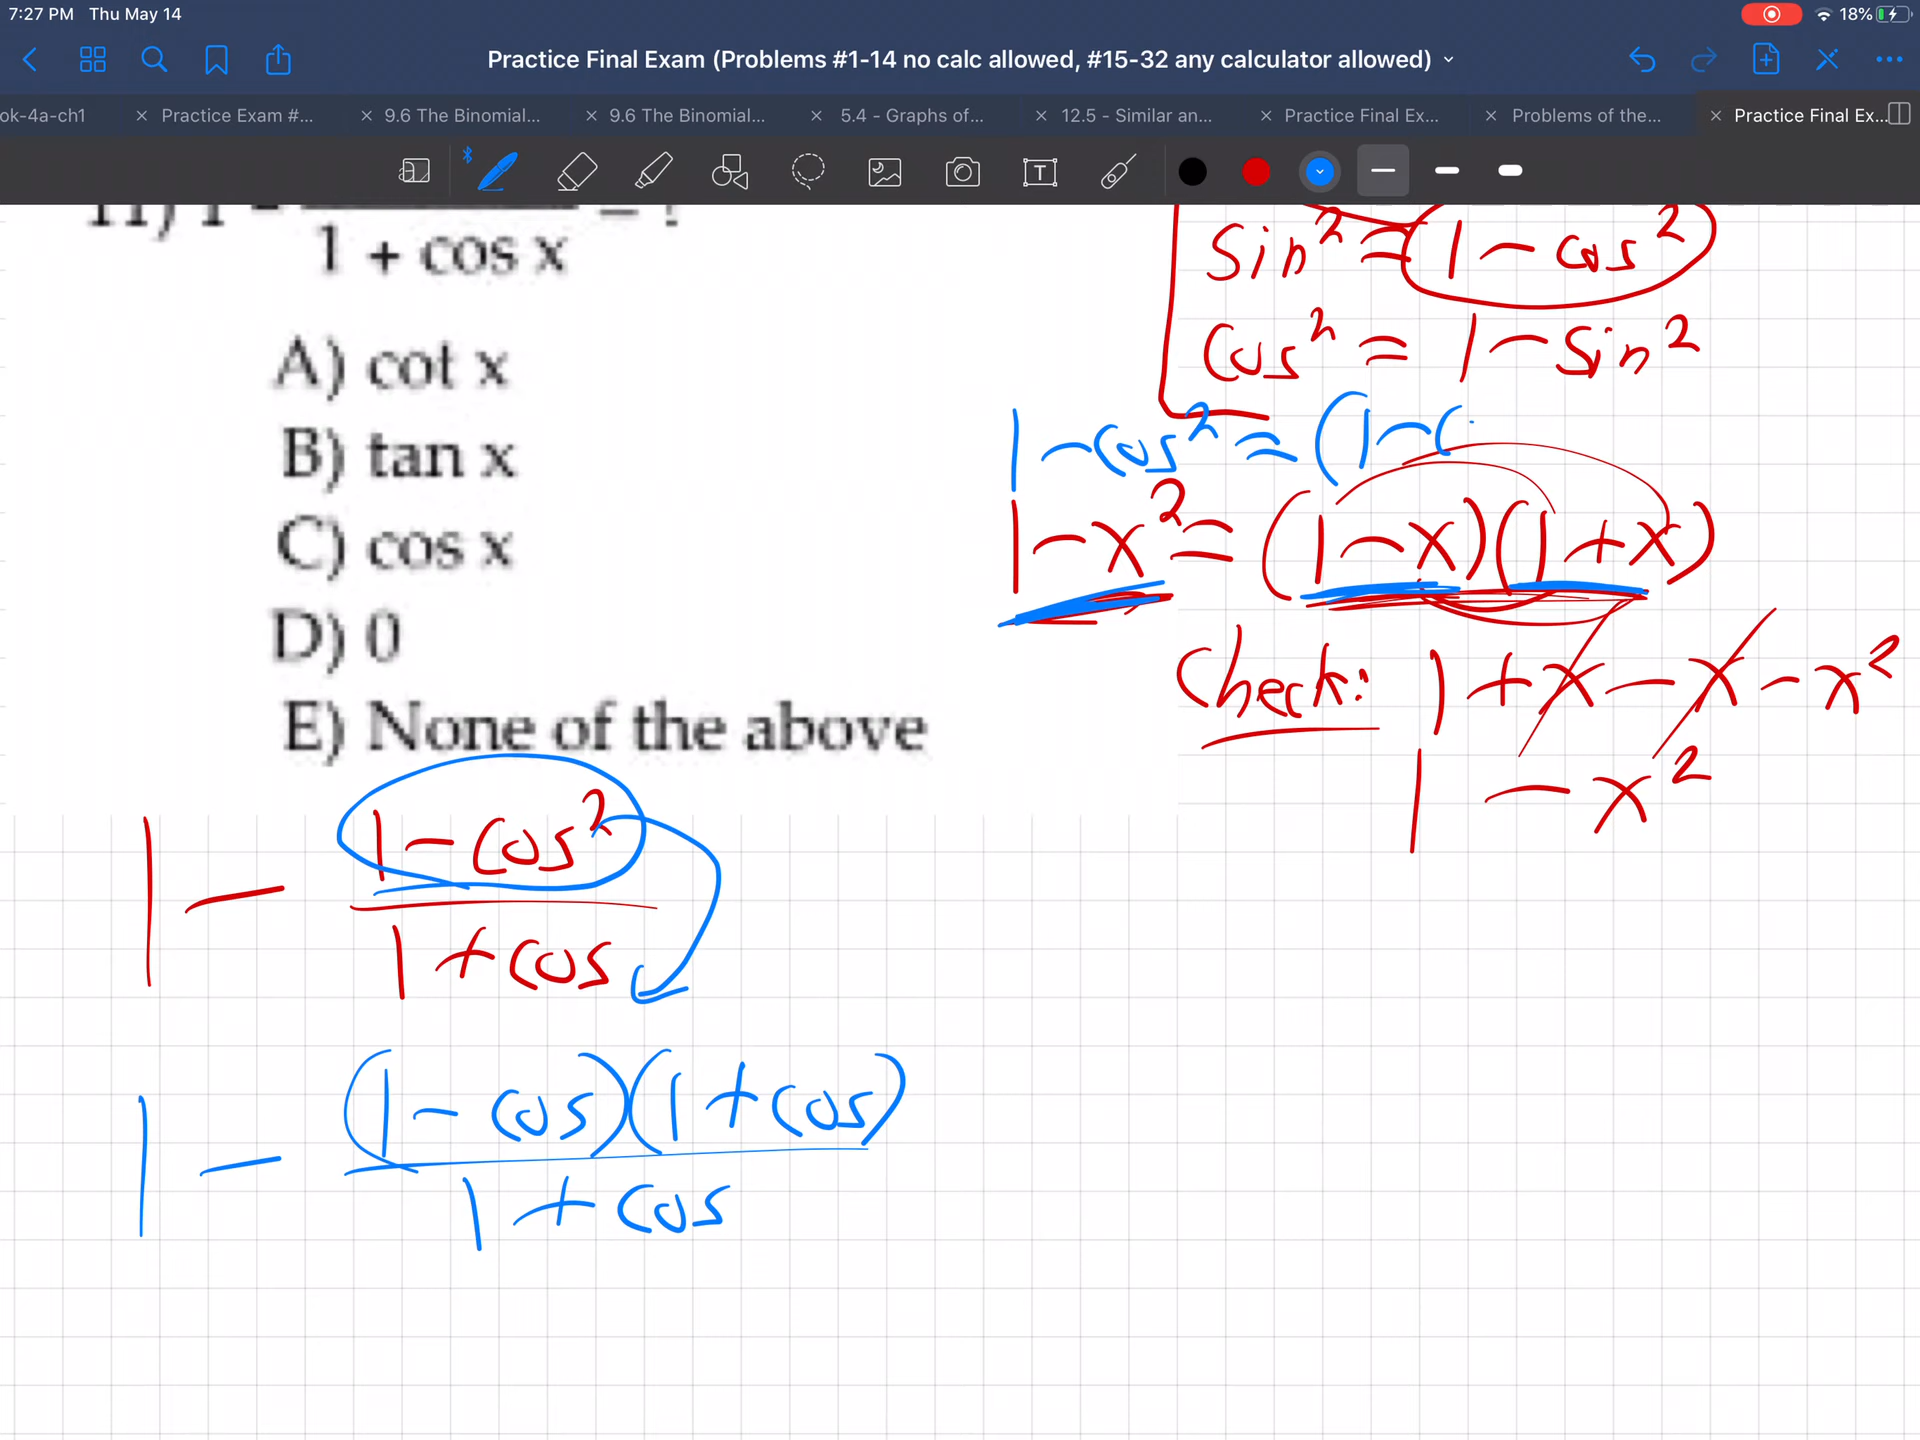 7:27 PM Thu May 14 18%
Practice Final Exam (Problems #1-14 no calc allowed, #15-32 any calculator allowed)
ok-4a-ch1 × Practice Exam #... × 9.6 The Binomial... × 9.6 The Binomial... × 5.4 - Graphs of... × 12.5 - Similar an... × Practice Final Ex... × Problems of the... × Practice Final Ex...
T
1 + cos x
A) cot x
B) tan x
C) cos x
D) 0
E) None of the above
Sin² = 1 - cos²
Cos² = 1 - Sin²
1 - cos² = (1 - (
1 - x² = (1 - x)(1 + x)
Check: 1 + x - x - x²
1 - x²
1 - 1 - cos²
1 + cos
1 - (1 - cos)(1 + cos)
1 + cos